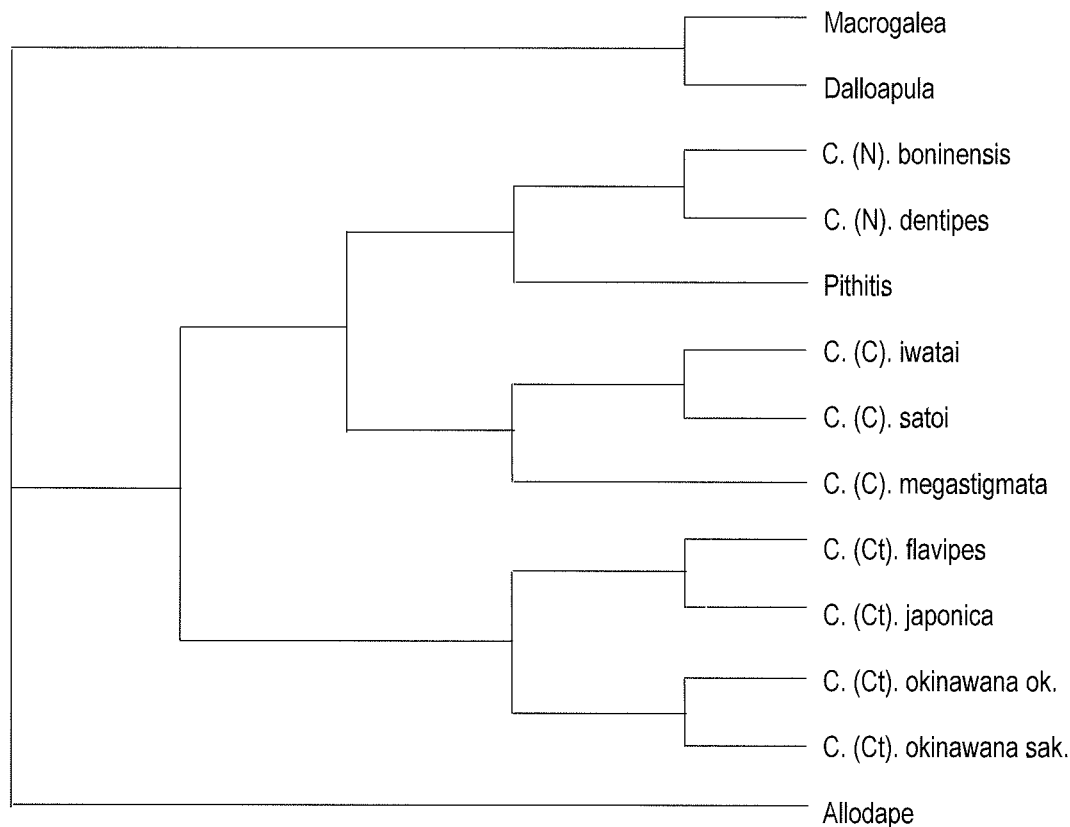 Macrogalea
Dalloapula
C. (N). boninensis
C. (N). dentipes
Pithitis
C. (C). iwatai
C. (C). satoi
C. (C). megastigmata
C. (Ct). flavipes
C. (Ct). japonica
C. (Ct). okinawana ok.
C. (Ct). okinawana sak.
Allodape